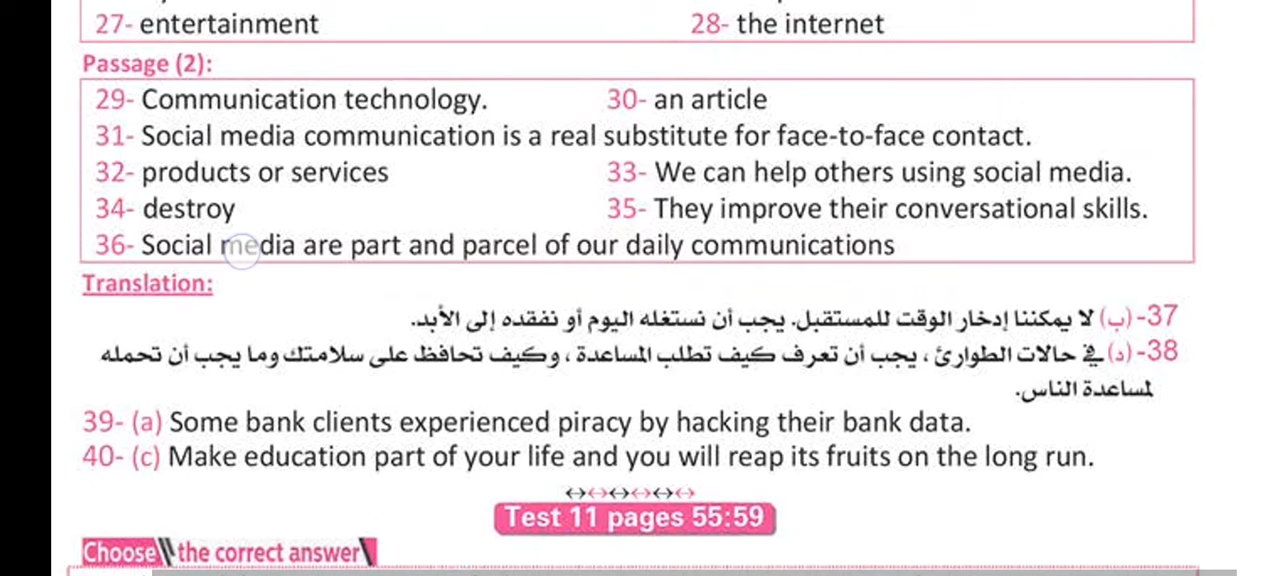 27- entertainment 28- the internet
Passage (2):
29- Communication technology. 30- an article
31- Social media communication is a real substitute for face-to-face contact.
32- products or services 33- We can help others using social media.
34- destroy 35- They improve their conversational skills.
36- Social media are part and parcel of our daily communications
Translation:
37- (ب) لا يمكننا إدخار الوقت للمستقبل. يجب أن نستغله اليوم أو نفقده إلى الأبد.
38- (د) في حالات الطوارئ، يجب أن تعرف كيف تطلب المساعدة، وكيف تحافظ على سلامتك وما يجب أن تحمله
لمساعدة الناس.
39- (a) Some bank clients experienced piracy by hacking their bank data.
40- (c) Make education part of your life and you will reap its fruits on the long run.
Test 11 pages 55:59
Choose the correct answer